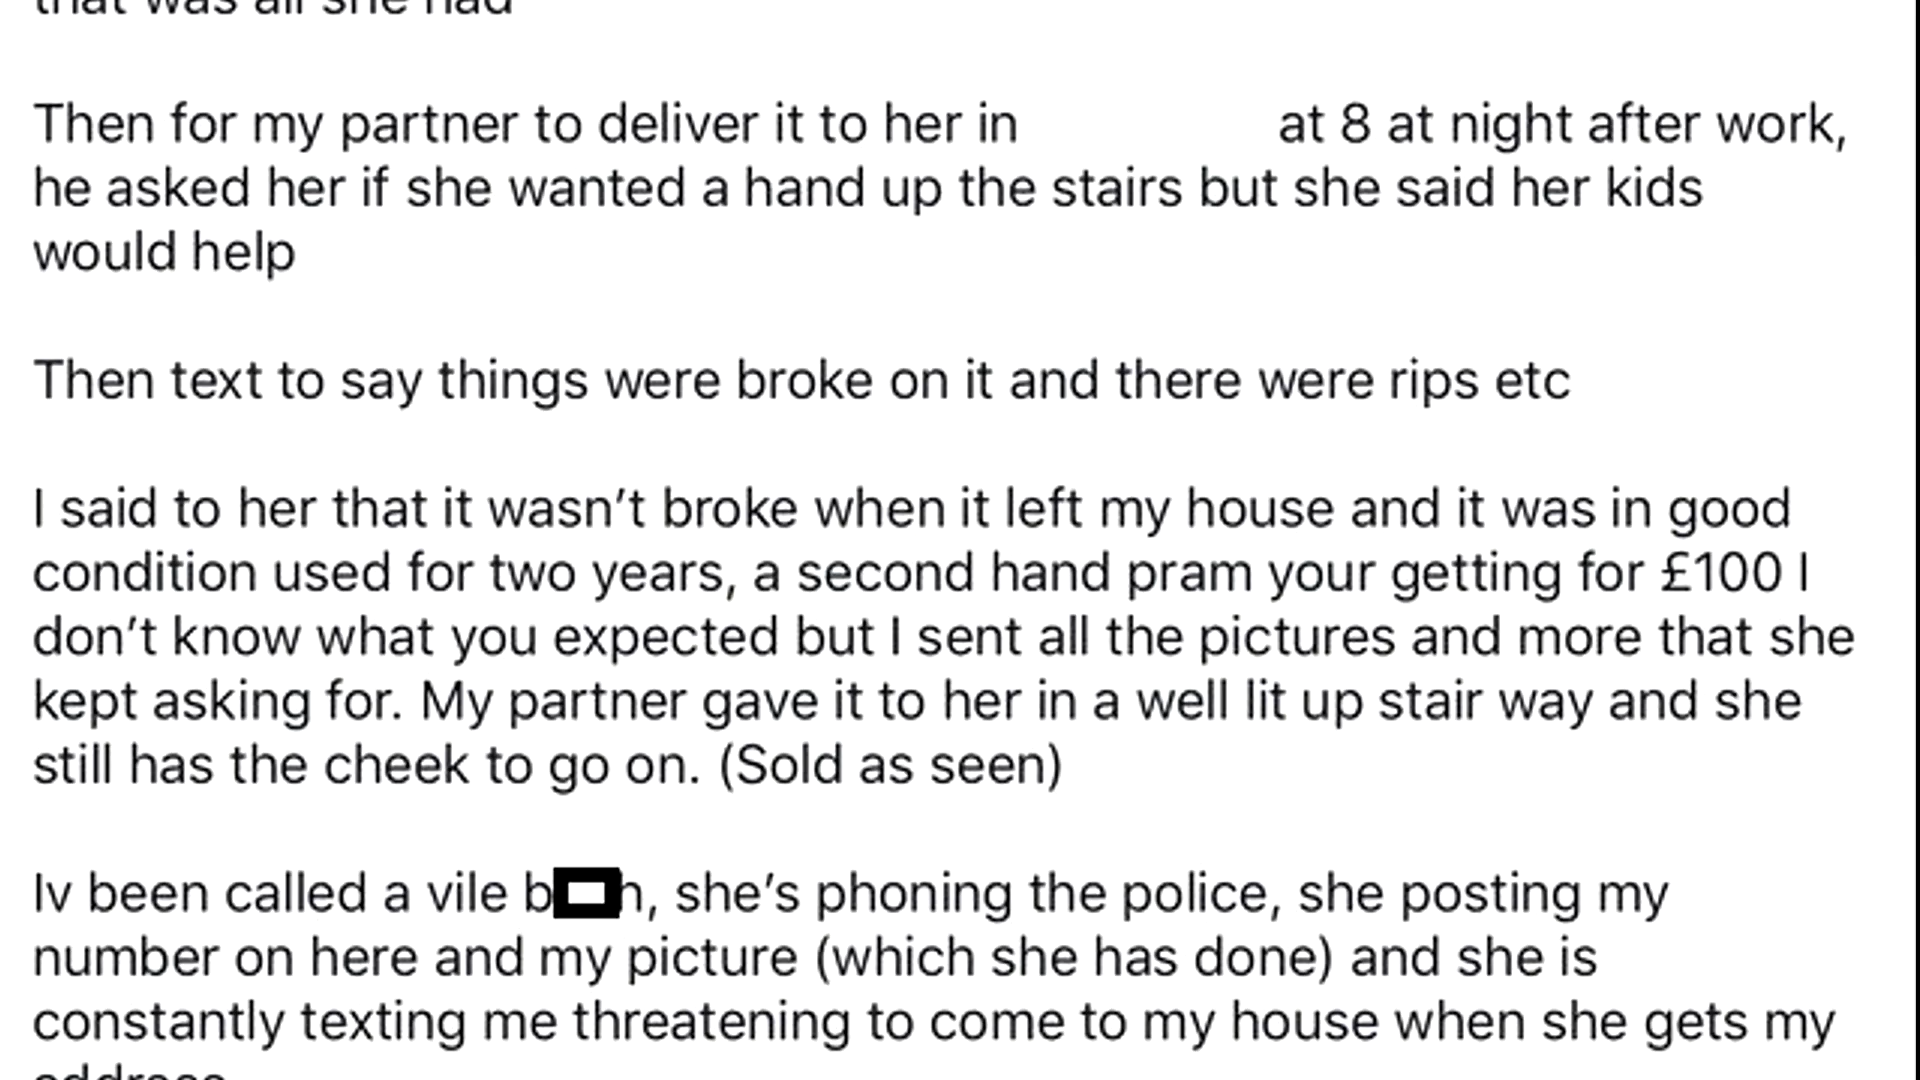 that was all she had
Then for my partner to deliver it to her in at 8 at night after work,
he asked her if she wanted a hand up the stairs but she said her kids
would help
Then text to say things were broke on it and there were rips etc
I said to her that it wasn’t broke when it left my house and it was in good
condition used for two years, a second hand pram your getting for £100 I
don’t know what you expected but I sent all the pictures and more that she
kept asking for. My partner gave it to her in a well lit up stair way and she
still has the cheek to go on. (Sold as seen)
Iv been called a vile b h, she’s phoning the police, she posting my
number on here and my picture (which she has done) and she is
constantly texting me threatening to come to my house when she gets my
address